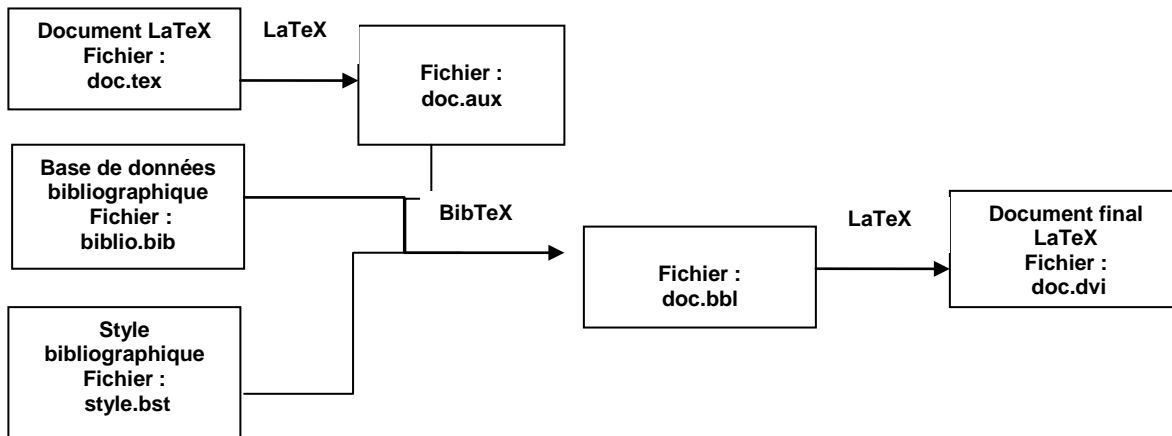 Document LaTeX
Fichier :
doc.tex
LaTeX
Fichier :
doc.aux
Base de données
bibliographique
Fichier :
biblio.bib
BibTeX
Style
bibliographique
Fichier :
style.bst
Fichier :
doc.bbl
LaTeX
Document final
LaTeX
Fichier :
doc.dvi